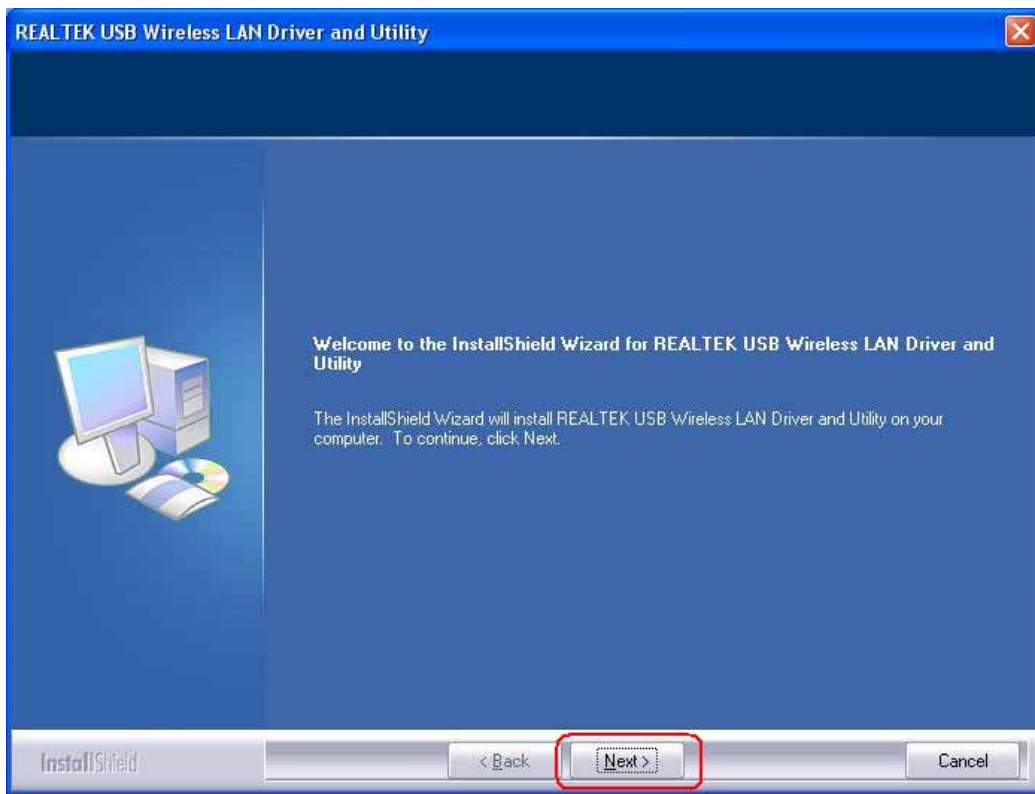 REALTEK USB Wireless LAN Driver and Utility
Welcome to the InstallShield Wizard for REALTEK USB Wireless LAN Driver and
Utility
The InstallShield Wizard will install REALTEK USB Wireless LAN Driver and Utility on your
computer. To continue, click Next.
InstallShield
< Back
Next >
Cancel